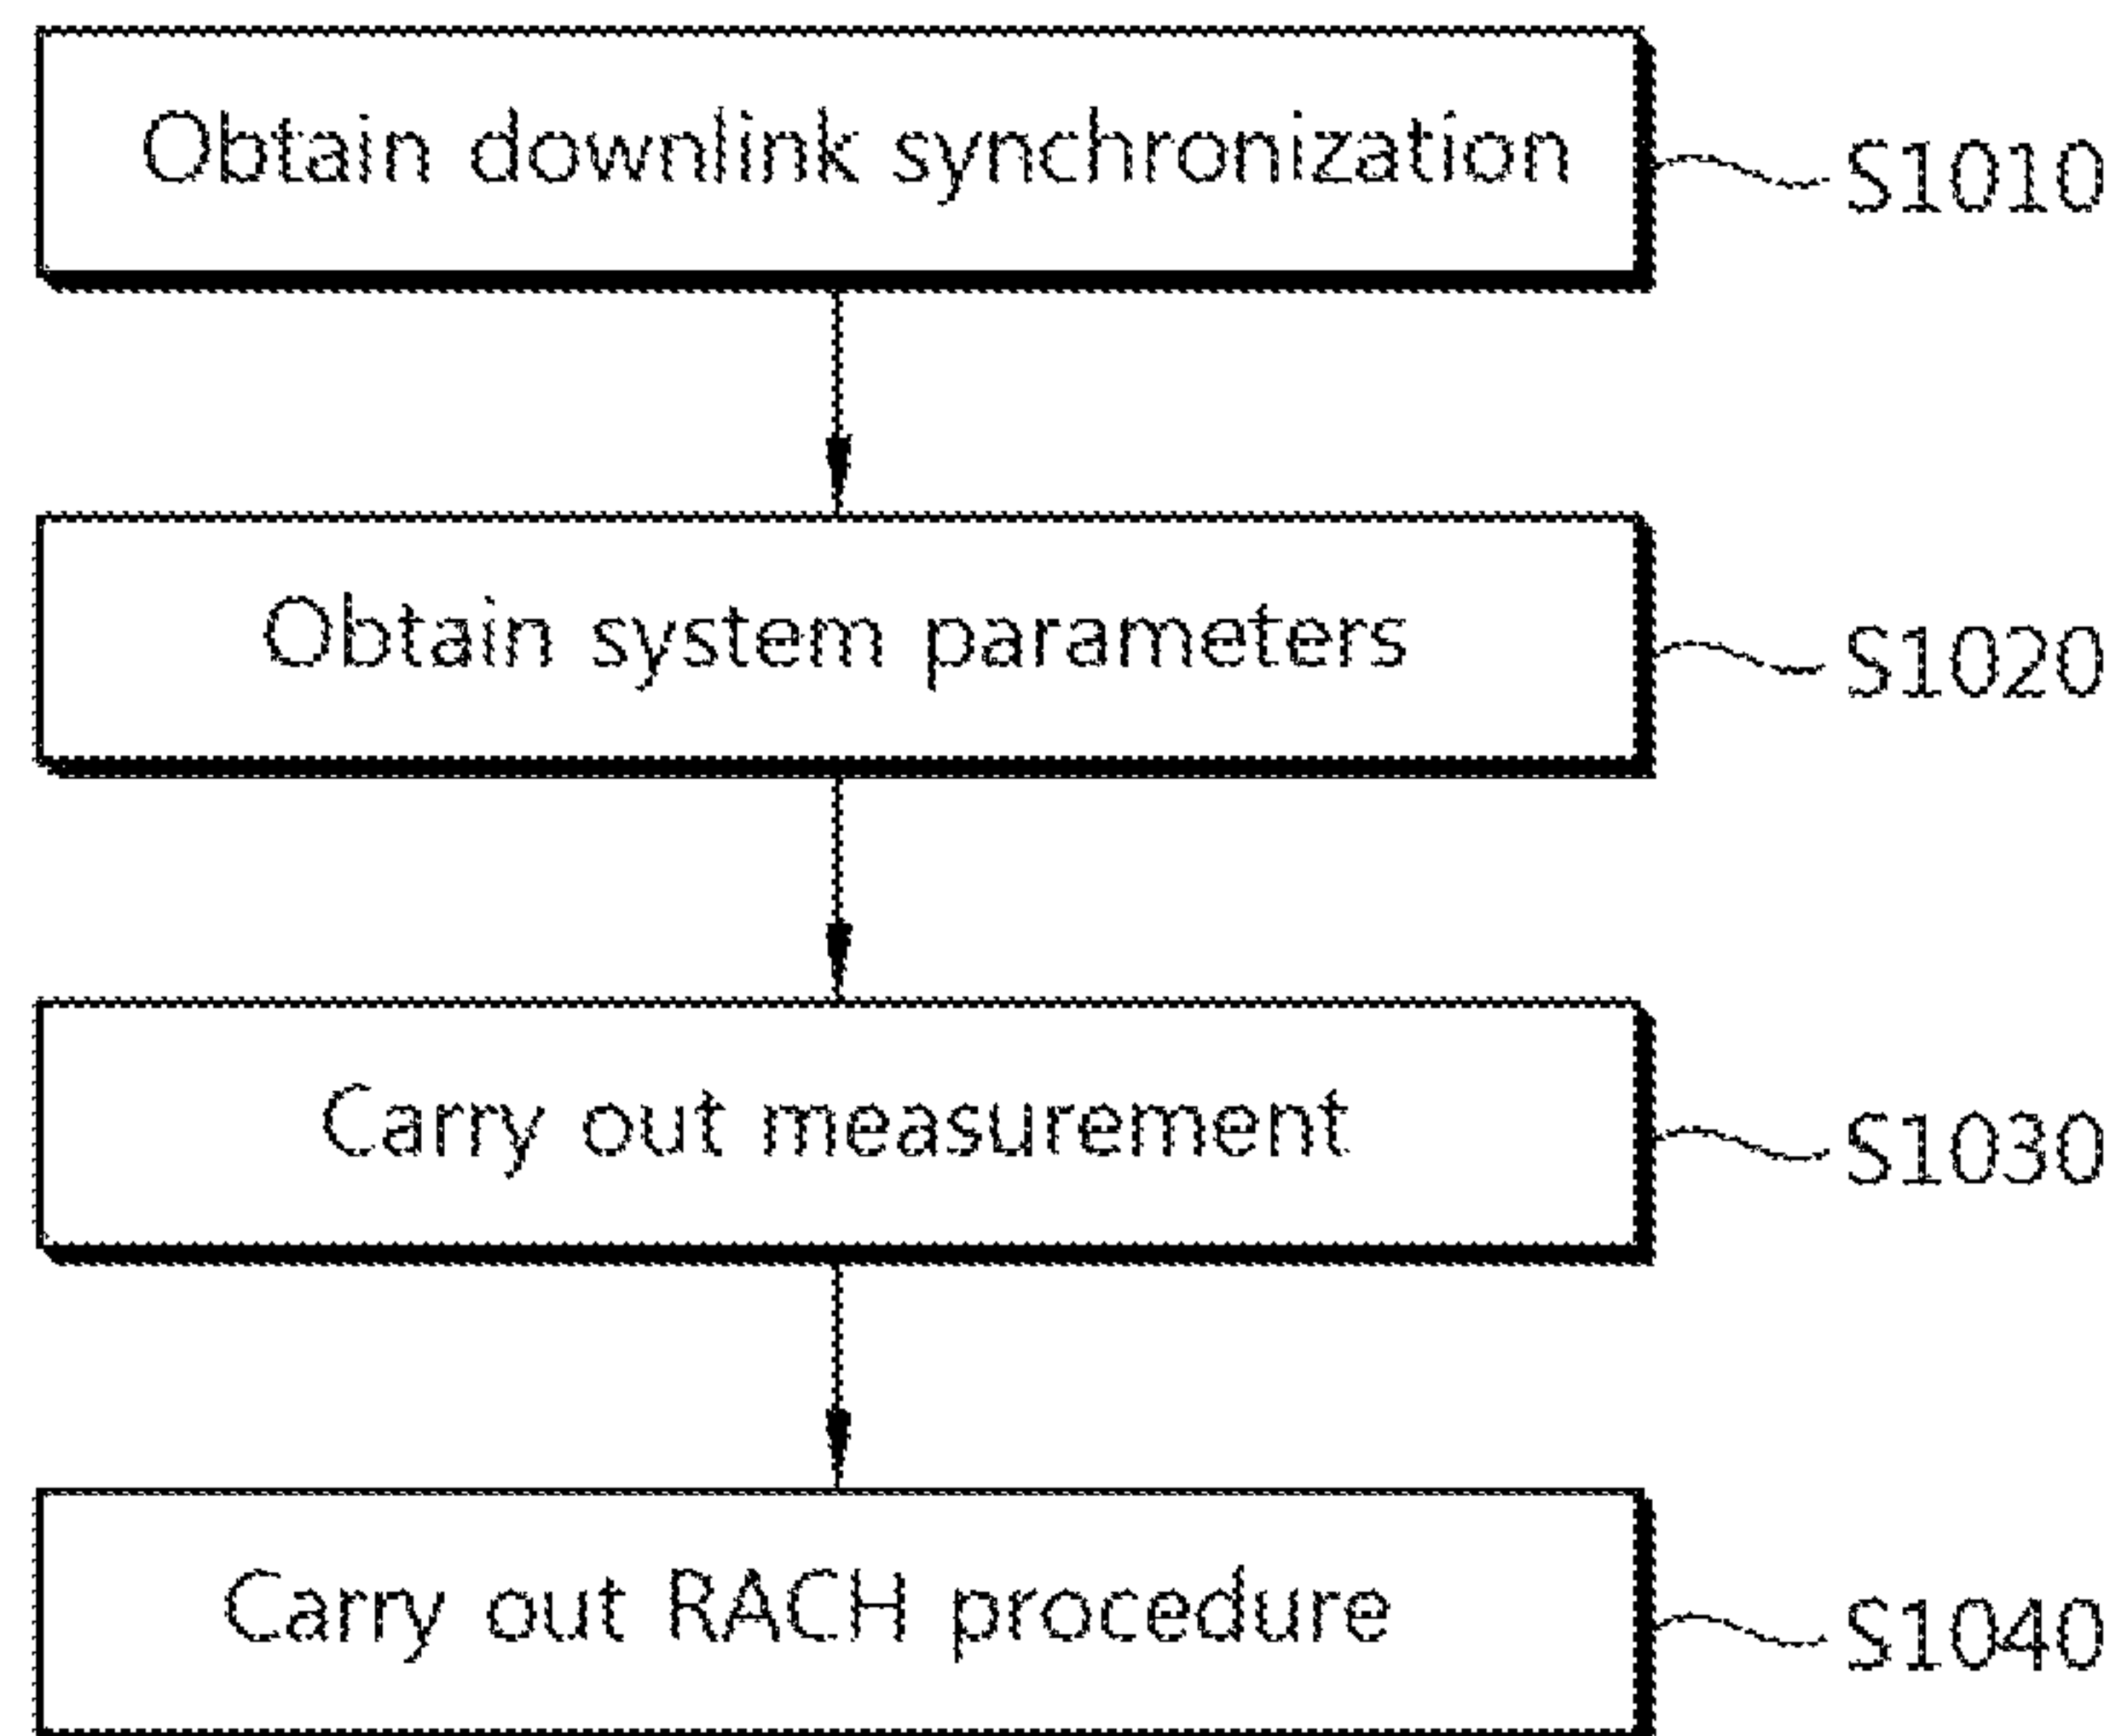 Obtain downlink synchronization S1010
Obtain system parameters S1020
Carry out measurement S1030
Carry out RACH procedure S1040